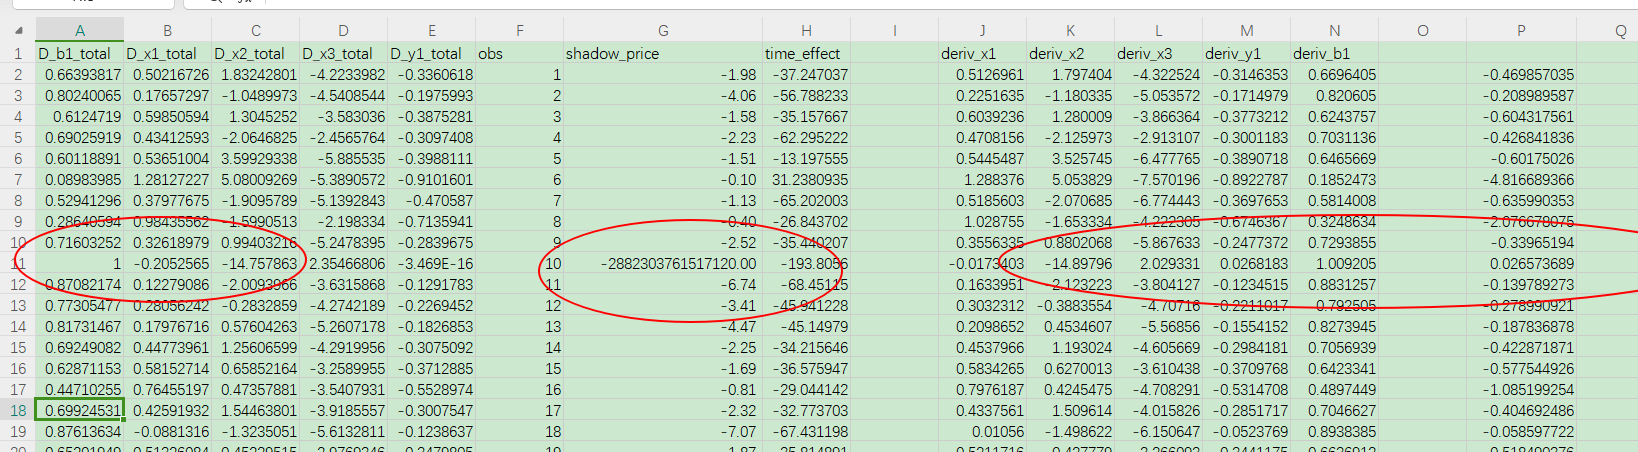 A B C D E F G H I J K L M N O P Q
1 D_b1_total D_x1_total D_x2_total D_x3_total D_y1_total obs shadow_price time_effect deriv_x1 deriv_x2 deriv_x3 deriv_y1 deriv_b1
2 0.66393817 0.50216726 1.83242801 -4.2233982 -0.3360618 1 -1.98 -37.247037 0.5126961 1.797404 -4.322524 -0.3146353 0.6696405 -0.469857035
3 0.80240065 0.17657297 -1.0489973 -4.5408544 -0.1975993 2 -4.06 -56.788233 0.2251635 -1.180335 -5.053572 -0.1714979 0.820605 -0.208989587
4 0.6124719 0.59850594 1.3045252 -3.583036 -0.3875281 3 -1.58 -35.157667 0.6039236 1.280009 -3.866364 -0.3773212 0.6243757 -0.604317561
5 0.69025919 0.43412593 -2.0646825 -2.4565764 -0.3097408 4 -2.23 -62.295222 0.4708156 -2.125973 -2.913107 -0.3001183 0.7031136 -0.426841836
6 0.60118891 0.53651004 3.59929338 -5.885535 -0.3988111 5 -1.51 -13.197555 0.5445487 3.525745 -6.477765 -0.3890718 0.6465669 -0.60175026
7 0.08983985 1.28127227 5.08009269 -5.3890572 -0.9101601 6 -0.10 31.2380935 1.288376 5.053829 -7.570196 -0.8922787 0.1852473 -4.816689366
8 0.52941296 0.37977675 -1.9095789 -5.1392843 -0.470587 7 -1.13 -65.202003 0.5185603 -2.070685 -6.774443 -0.3697653 0.5814008 -0.635990353
9 0.28640594 0.98435562 -1.5990513 -2.198334 -0.7135941 8 -0.40 -26.843702 1.028755 -1.653334 -4.222305 -0.6746367 0.3248634 -2.076678075
10 0.71603252 0.32618979 0.99403216 -5.2478395 -0.2839675 9 -2.52 -35.440207 0.3556335 0.8802068 -5.867633 -0.2477372 0.7293855 -0.33965194
11 1 -0.2052565 -14.757863 2.35466806 -3.469E-16 10 -2882303761517120.00 -193.8056 -0.0173403 -14.89796 2.029331 0.0268183 1.009205 0.026573689
12 0.87082174 0.12279086 -2.0093966 -3.6315868 -0.1291783 11 -6.74 -68.45115 0.1633951 -2.123223 -3.804127 -0.1234515 0.8831257 -0.139789273
13 0.77305477 0.28056242 -0.2832859 -4.2742189 -0.2269452 12 -3.41 -45.941228 0.3032312 -0.3883554 -4.70716 -0.2211017 0.792505 -0.278990921
14 0.81731467 0.17976716 0.57604263 -5.2607178 -0.1826853 13 -4.47 -45.14979 0.2098652 0.4534607 -5.56856 -0.1554152 0.8273945 -0.187836878
15 0.69249082 0.44773961 1.25606599 -4.2919956 -0.3075092 14 -2.25 -34.215646 0.4537966 1.193024 -4.605669 -0.2984181 0.7056939 -0.422871871
16 0.62871153 0.58152714 0.65852164 -3.2589955 -0.3712885 15 -1.69 -36.575947 0.5834265 0.6270013 -3.610438 -0.3709768 0.6423341 -0.577544926
17 0.44710255 0.76455197 0.47357881 -3.5407931 -0.5528974 16 -0.81 -29.044142 0.7976187 0.4245475 -4.708291 -0.5314708 0.4897449 -1.085199254
18 0.69924531 0.42591932 1.54463801 -3.9185557 -0.3007547 17 -2.32 -32.773703 0.4337561 1.509614 -4.015826 -0.2851717 0.7046627 -0.404692486
19 0.87613634 -0.0881316 -1.3235051 -5.6132811 -0.1238637 18 -7.07 -67.431198 0.01056 -1.498622 -6.150647 -0.0523769 0.8938385 -0.058597722